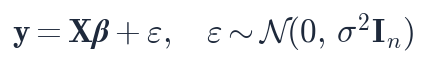 y = Xβ + ε,  ε ∼ 𝒩(0, σ²Iₙ)